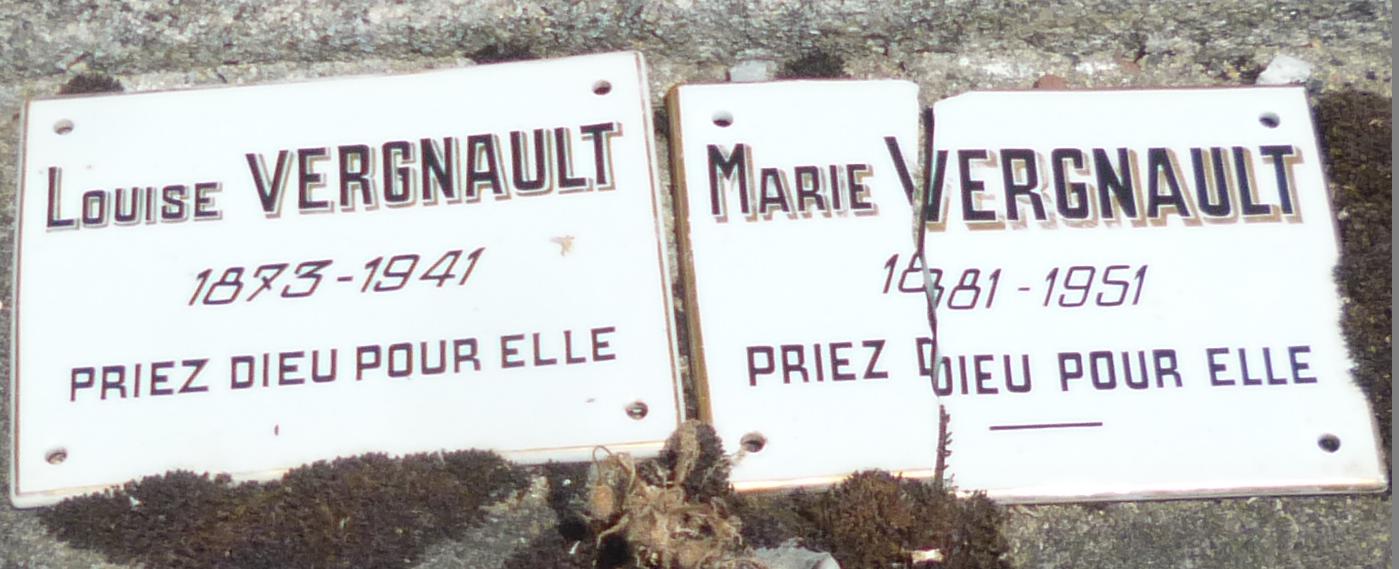 Louise VERGNAULT
1873-1941
PRIEZ DIEU POUR ELLE
Marie VERGNAULT
1881-1951
PRIEZ DIEU POUR ELLE